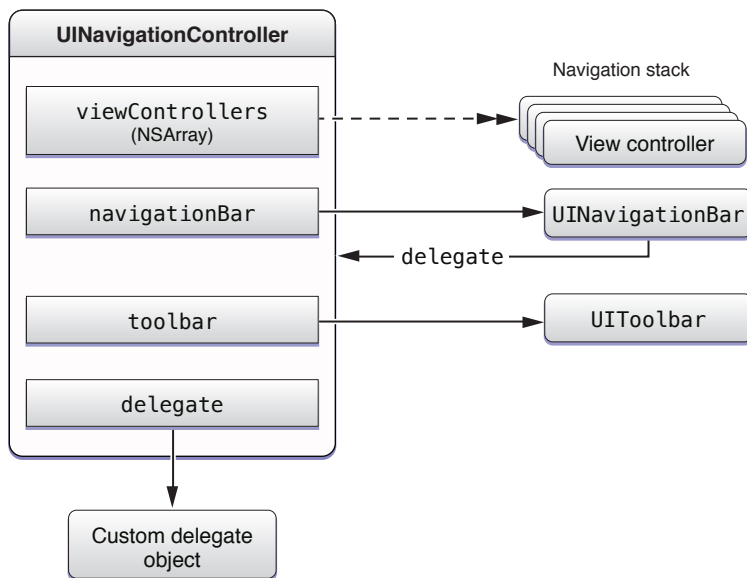 UINavigationController
Navigation stack
viewControllers
(NSArray)
View controller
navigationBar
UINavigationBar
delegate
toolbar
UIToolbar
delegate
Custom delegate
object